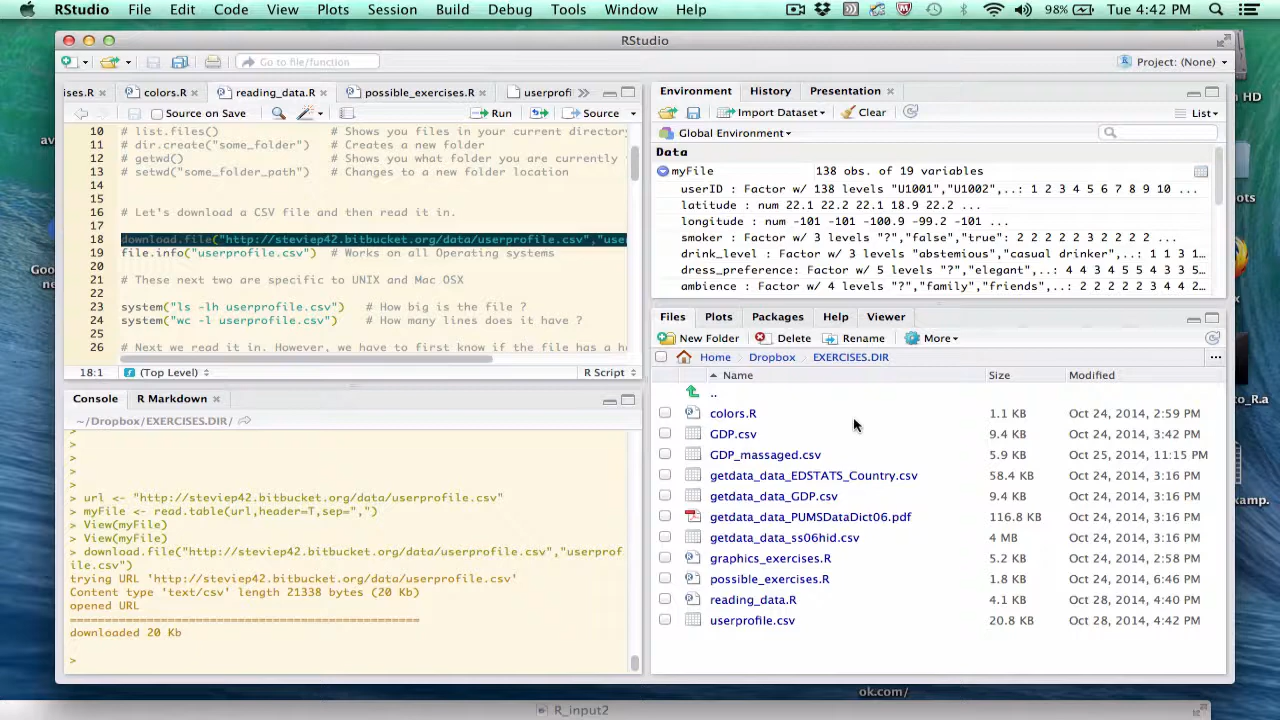 RStudio File Edit Code View Plots Session Build Debug Tools Window Help 98% Tue 4:42 PM
RStudio
Go to file/function Project: (None)
ises.R colors.R reading_data.R possible_exercises.R userprofi
Source on Save Run Source
10 # list.files() # Shows you files in your current directory
11 # dir.create("some_folder") # Creates a new folder
12 # getwd() # Shows you what folder you are currently
13 # setwd("some_folder_path") # Changes to a new folder location
14
15
16 # Let's download a CSV file and then read it in.
17
18 download.file("http://steviep42.bitbucket.org/data/userprofile.csv","use
19 file.info("userprofile.csv") # Works on all Operating systems
20
21 # These next two are specific to UNIX and Mac OSX
22
23 system("ls -lh userprofile.csv") # How big is the file ?
24 system("wc -l userprofile.csv") # How many lines does it have ?
25
26 # Next we read it in. However, we have to first know if the file has a h
18:1 (Top Level) R Script
Console R Markdown
~/Dropbox/EXERCISES.DIR/
>
>
>
>
>
> url <- "http://steviep42.bitbucket.org/data/userprofile.csv"
> myFile <- read.table(url,header=T,sep=",")
> View(myFile)
> View(myFile)
> download.file("http://steviep42.bitbucket.org/data/userprofile.csv","userprof
ile.csv")
trying URL 'http://steviep42.bitbucket.org/data/userprofile.csv'
Content type 'text/csv' length 21338 bytes (20 Kb)
opened URL
==================================================
downloaded 20 Kb
>
Environment History Presentation
Import Dataset Clear List
Global Environment
Data
myFile 138 obs. of 19 variables
userID : Factor w/ 138 levels "U1001","U1002",..: 1 2 3 4 5 6 7 8 9 10 ...
latitude : num 22.1 22.2 22.1 18.9 22.2 ...
longitude : num -101 -101 -100.9 -99.2 -101 ...
smoker : Factor w/ 3 levels "?","false","true": 2 2 2 2 2 3 2 2 2 2 ...
drink_level : Factor w/ 3 levels "abstemious","casual drinker",..: 1 1 3 1…
dress_preference: Factor w/ 5 levels "?","elegant",..: 4 4 3 4 4 5 3 5…
ambience : Factor w/ 4 levels "?","family","friends",..: 2 2 2 2 2 4 3 2…
Files Plots Packages Help Viewer
New Folder Delete Rename More
Home Dropbox EXERCISES.DIR ...
Name Size Modified
..
colors.R 1.1 KB Oct 24, 2014, 2:59 PM
GDP.csv 9.4 KB Oct 24, 2014, 3:42 PM
GDP_massaged.csv 5.9 KB Oct 25, 2014, 11:15 PM
getdata_data_EDSTATS_Country.csv 58.4 KB Oct 24, 2014, 3:16 PM
getdata_data_GDP.csv 9.4 KB Oct 24, 2014, 3:16 PM
getdata_data_PUMSDataDict06.pdf 116.8 KB Oct 24, 2014, 3:16 PM
getdata_data_ss06hid.csv 4 MB Oct 24, 2014, 3:16 PM
graphics_exercises.R 5.2 KB Oct 24, 2014, 2:58 PM
possible_exercises.R 1.8 KB Oct 24, 2014, 6:46 PM
reading_data.R 4.1 KB Oct 28, 2014, 4:40 PM
userprofile.csv 20.8 KB Oct 28, 2014, 4:42 PM
av
Goo
ne
HD
ots
to_R.a
xamp.
ok.com/
R_input2